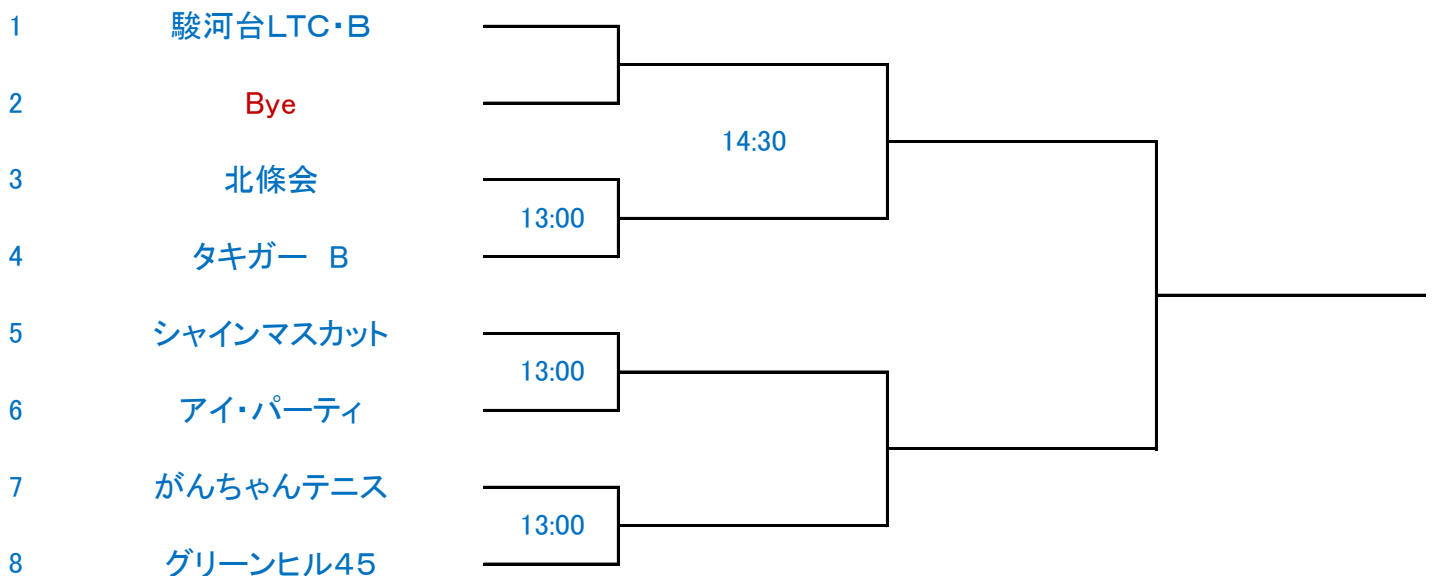 1 駿河台LTC・B
2 Bye
14:30
3 北條会
13:00
4 タキガー　B
5 シャインマスカット
13:00
6 アイ・パーティ
7 がんちゃんテニス
13:00
8 グリーンヒル45